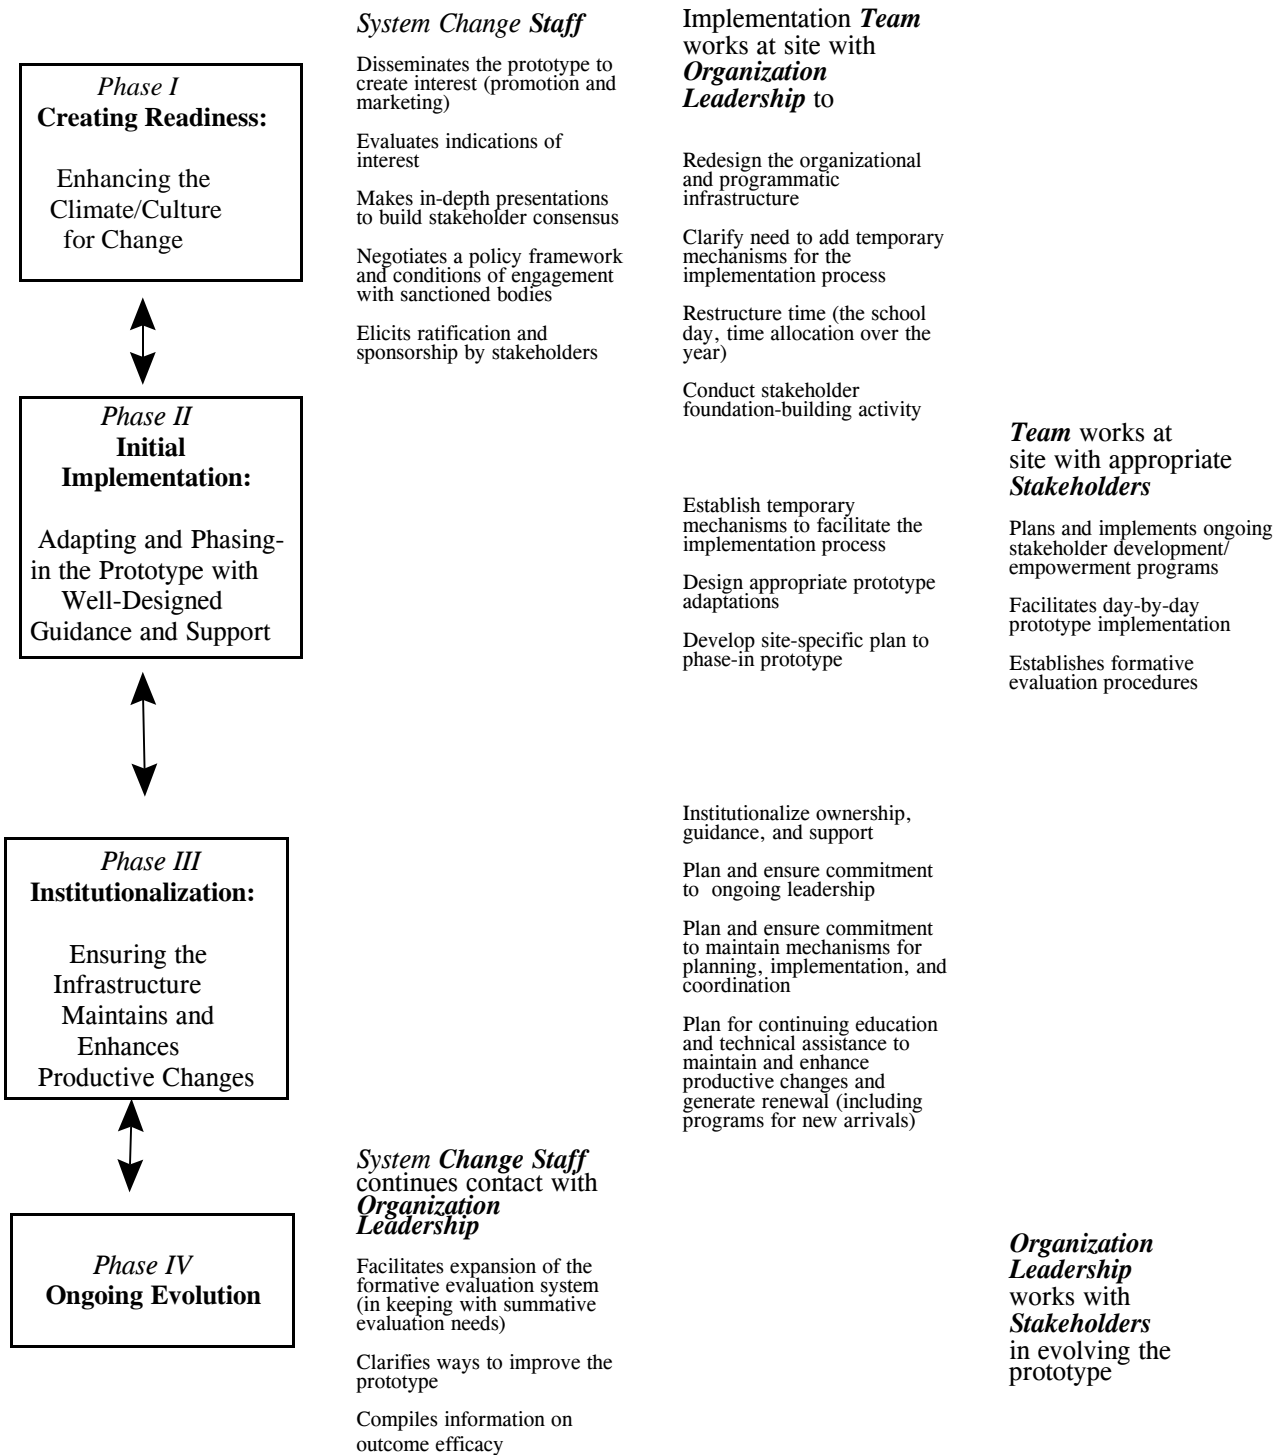 Phase I
Creating Readiness:
Enhancing the
Climate/Culture
for Change
Phase II
Initial
Implementation:
Adapting and Phasing-
in the Prototype with
Well-Designed
Guidance and Support
Phase III
Institutionalization:
Ensuring the
Infrastructure
Maintains and
Enhances
Productive Changes
Phase IV
Ongoing Evolution
System Change Staff
Disseminates the prototype to
create interest (promotion and
marketing)
Evaluates indications of
interest
Makes in-depth presentations
to build stakeholder consensus
Negotiates a policy framework
and conditions of engagement
with sanctioned bodies
Elicits ratification and
sponsorship by stakeholders
System Change Staff
continues contact with
Organization
Leadership
Facilitates expansion of the
formative evaluation system
(in keeping with summative
evaluation needs)
Clarifies ways to improve the
prototype
Compiles information on
outcome efficacy
Implementation Team
works at site with
Organization
Leadership to
Redesign the organizational
and programmatic
infrastructure
Clarify need to add temporary
mechanisms for the
implementation process
Restructure time (the school
day, time allocation over the
year)
Conduct stakeholder
foundation-building activity
Establish temporary
mechanisms to facilitate the
implementation process
Design appropriate prototype
adaptations
Develop site-specific plan to
phase-in prototype
Institutionalize ownership,
guidance, and support
Plan and ensure commitment
to ongoing leadership
Plan and ensure commitment
to maintain mechanisms for
planning, implementation, and
coordination
Plan for continuing education
and technical assistance to
maintain and enhance
productive changes and
generate renewal (including
programs for new arrivals)
Team works at
site with appropriate
Stakeholders
Plans and implements ongoing
stakeholder development/
empowerment programs
Facilitates day-by-day
prototype implementation
Establishes formative
evaluation procedures
Organization
Leadership
works with
Stakeholders
in evolving the
prototype